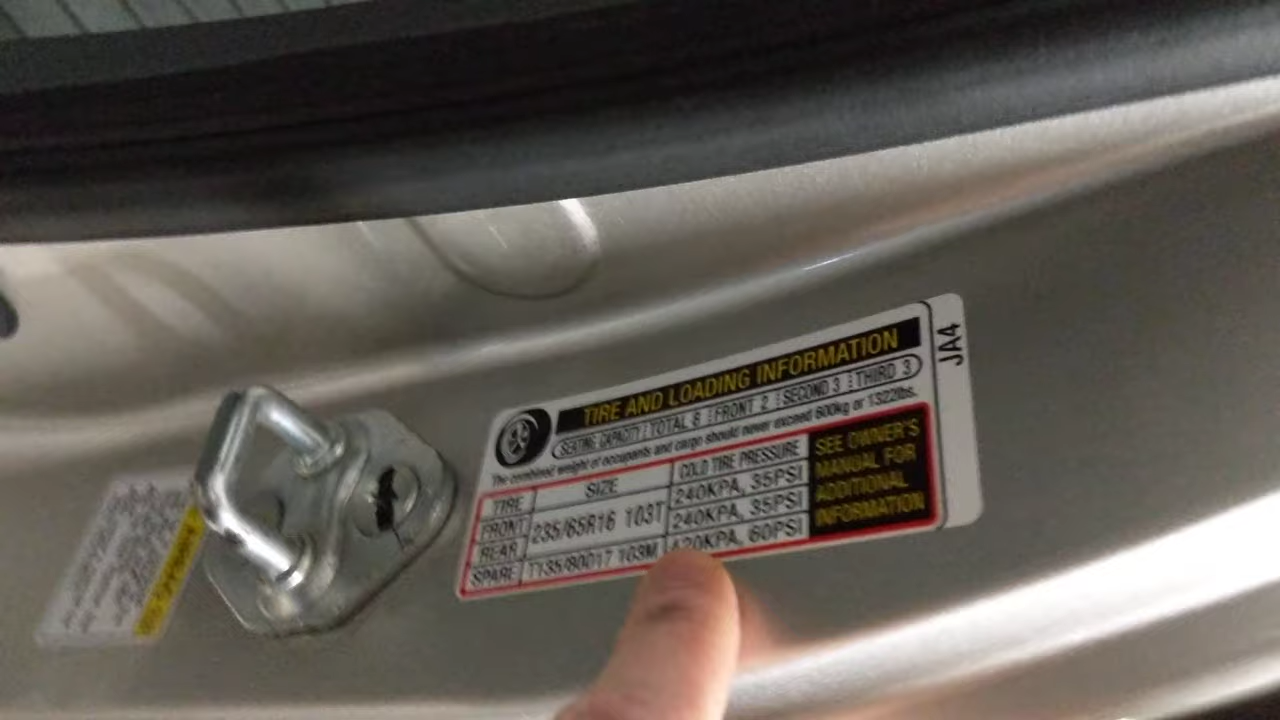 TIRE AND LOADING INFORMATION
SEATING CAPACITY TOTAL 8 FRONT 2 SECOND 3 THIRD 3
The combined weight of occupants and cargo should never exceed 600kg or 1322lbs.
TIRE SIZE COLD TIRE PRESSURE
FRONT 235/65R16 103T 240KPA, 35PSI
REAR 240KPA, 35PSI
SPARE T135/80D17 103M 420KPA, 60PSI
SEE OWNER'S
MANUAL FOR
ADDITIONAL
INFORMATION
JA4